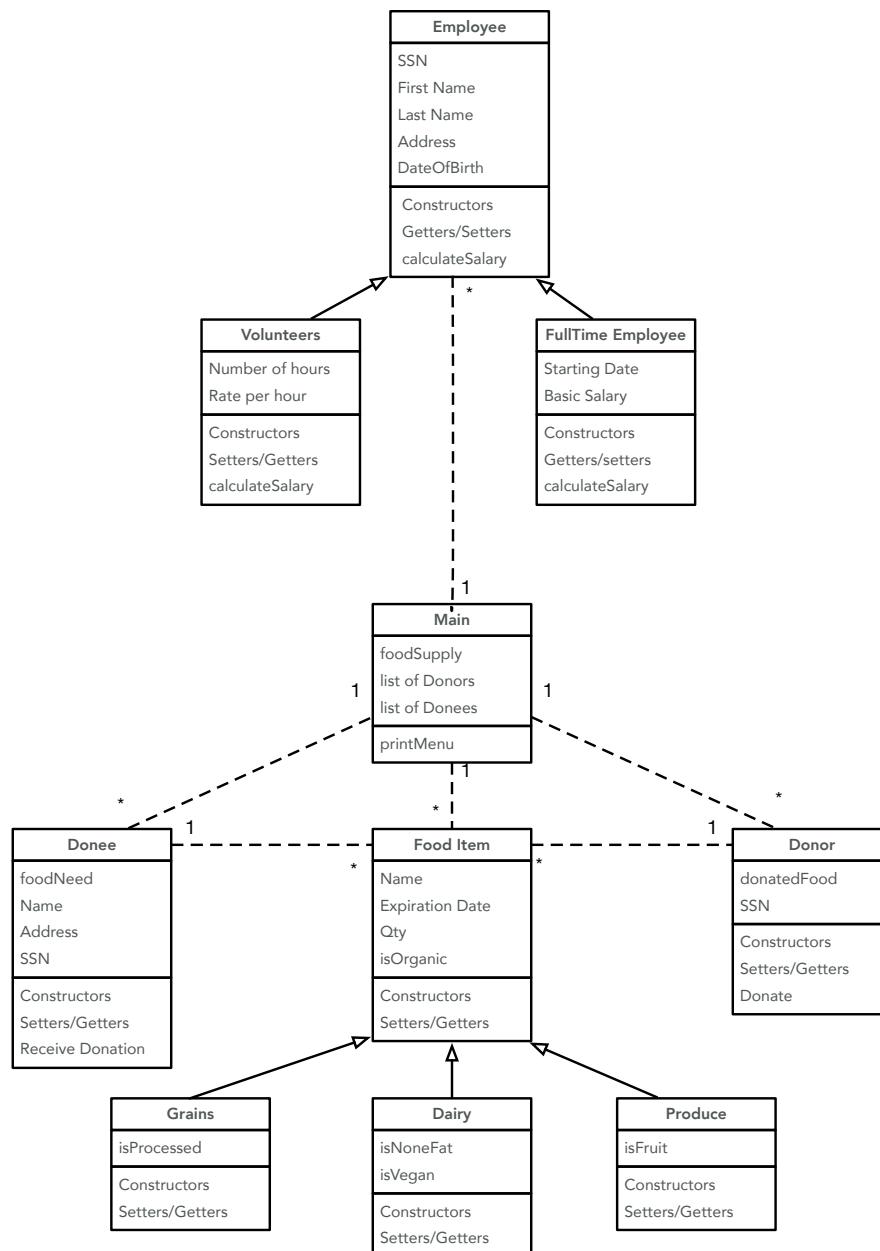 Employee
SSN
First Name
Last Name
Address
DateOfBirth
Constructors
Getters/Setters
calculateSalary
*
*
Volunteers
Number of hours
Rate per hour
Constructors
Setters/Getters
calculateSalary
FullTime Employee
Starting Date
Basic Salary
Constructors
Getters/setters
calculateSalary
1
Main
foodSupply
list of Donors
list of Donees
printMenu
1
1
1
*
*
*
Donee
foodNeed
Name
Address
SSN
Constructors
Setters/Getters
Receive Donation
1
*
Food Item
Name
Expiration Date
Qty
isOrganic
Constructors
Setters/Getters
1
*
Donor
donatedFood
SSN
Constructors
Setters/Getters
Donate
Grains
isProcessed
Constructors
Setters/Getters
Dairy
isNoneFat
isVegan
Constructors
Setters/Getters
Produce
isFruit
Constructors
Setters/Getters